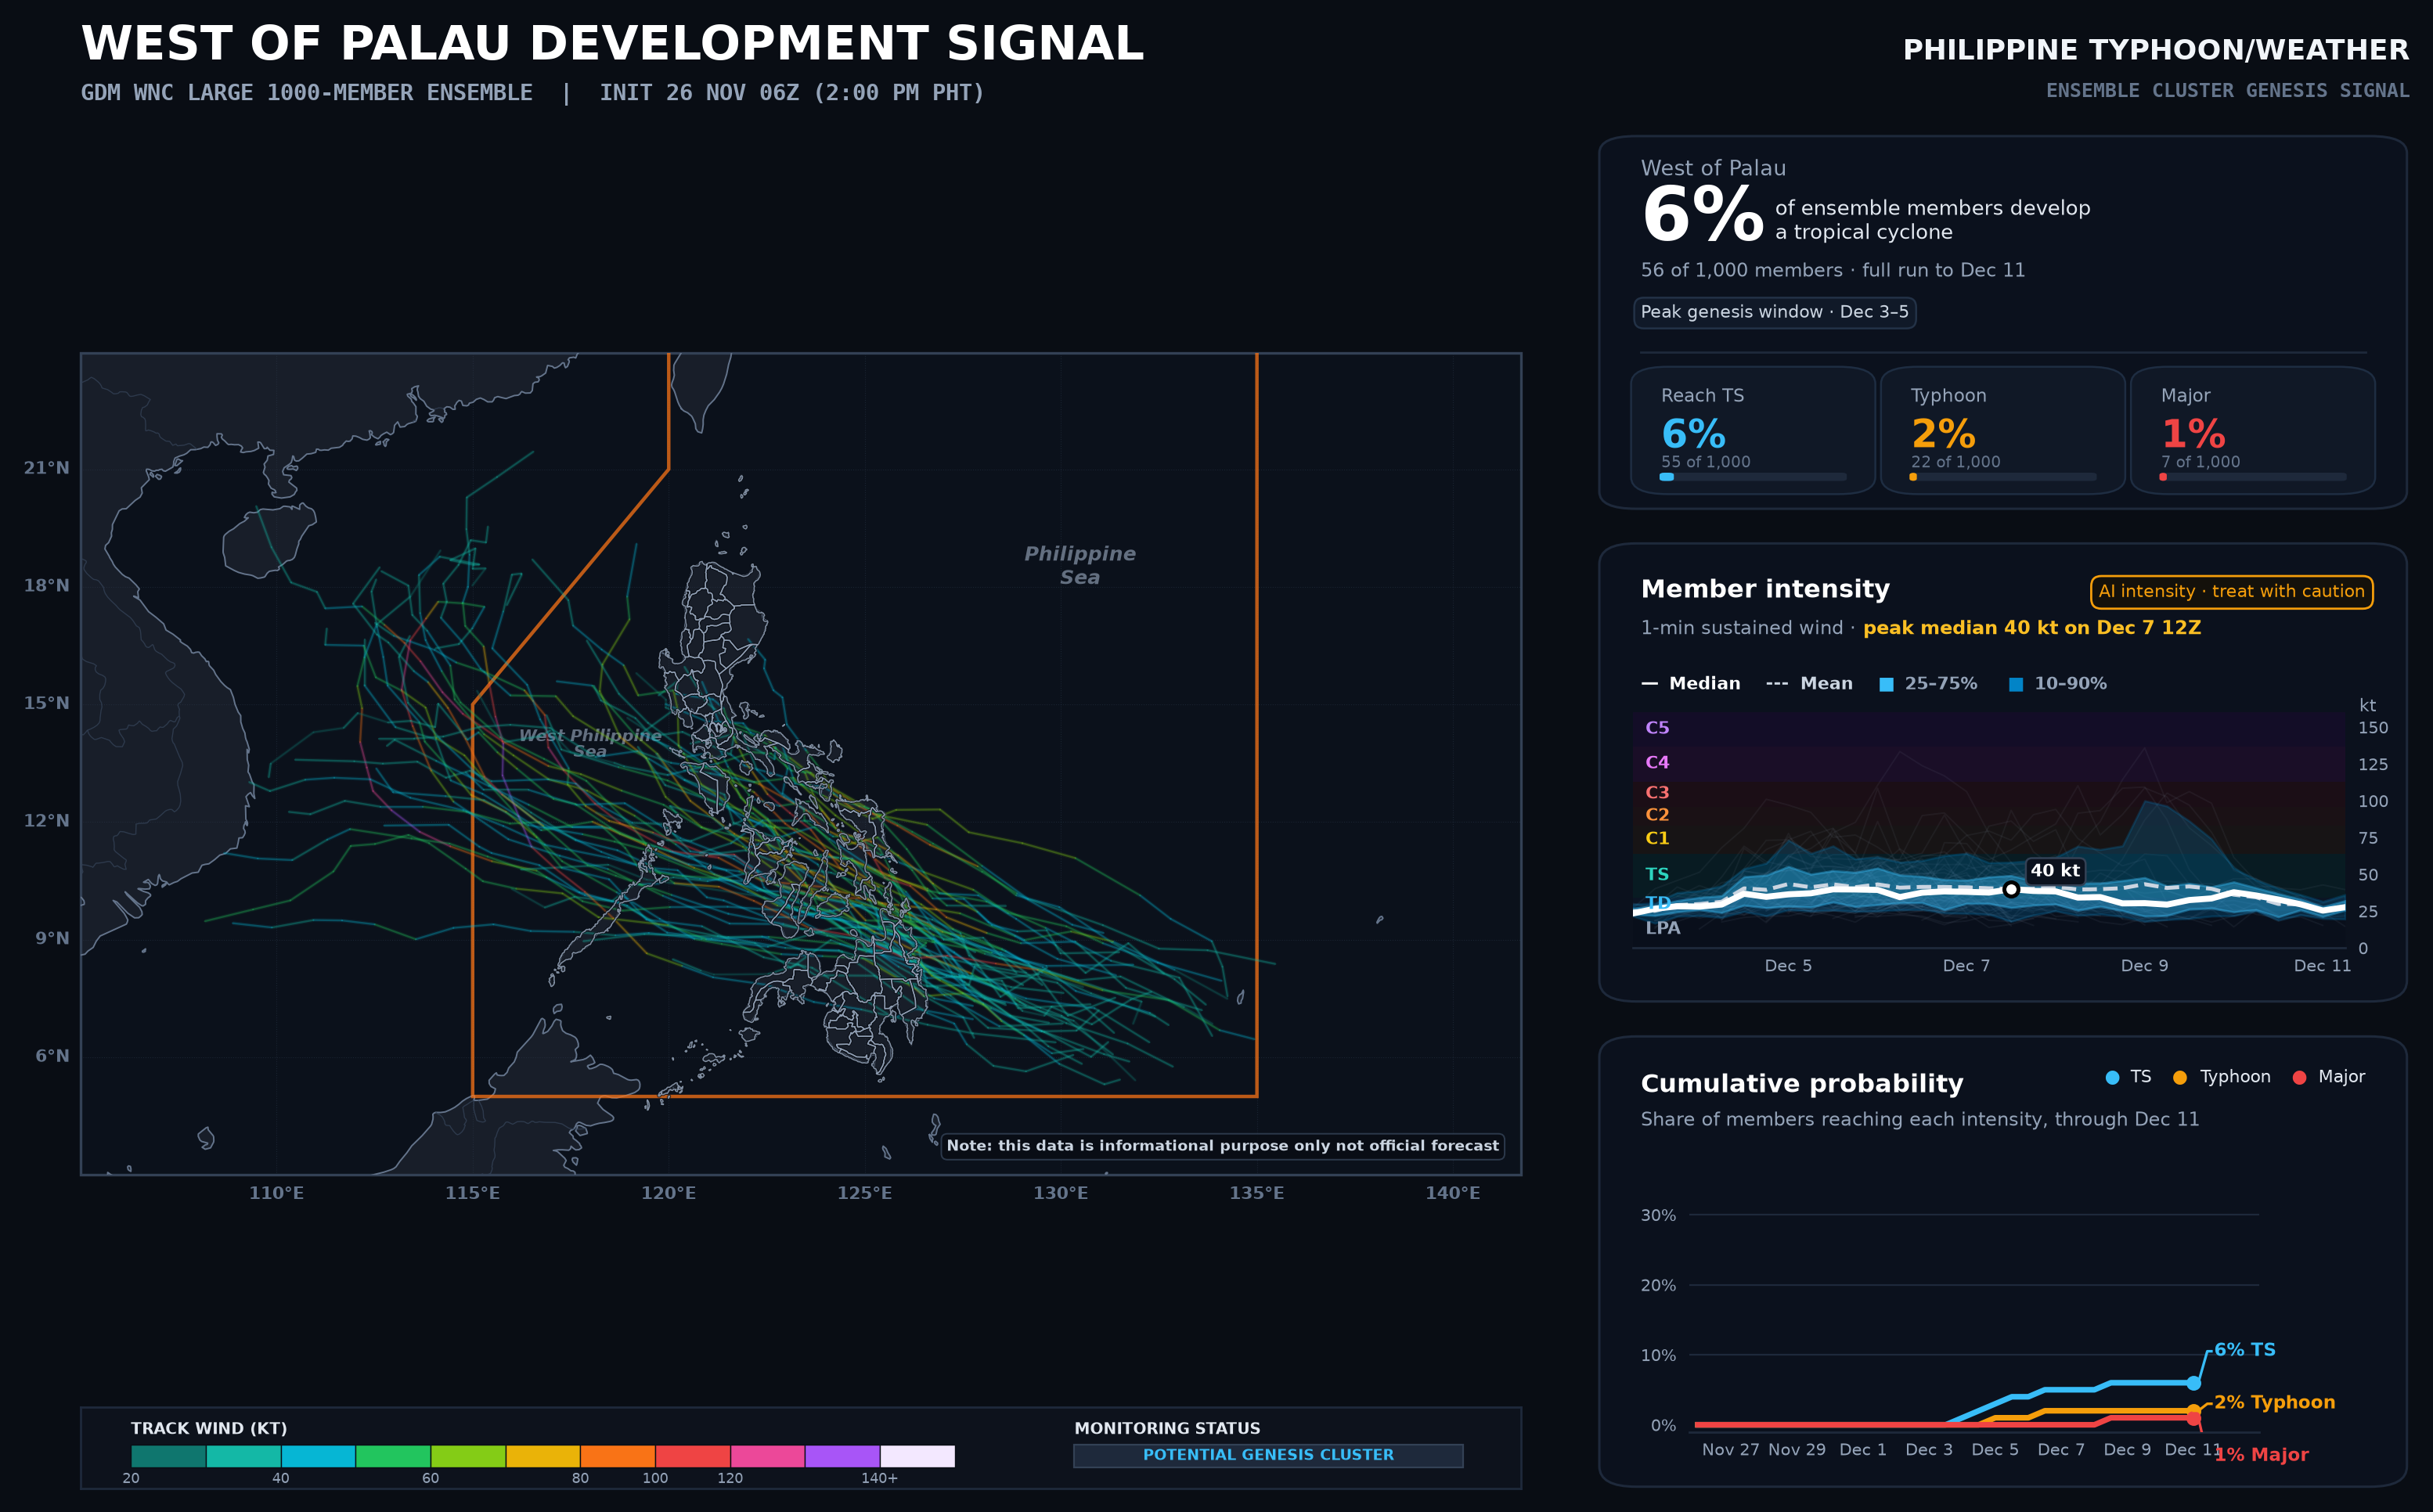 WEST OF PALAU DEVELOPMENT SIGNAL
GDM WNC LARGE 1000-MEMBER ENSEMBLE | INIT 26 NOV 06Z (2:00 PM PHT)
PHILIPPINE TYPHOON/WEATHER
ENSEMBLE CLUSTER GENESIS SIGNAL
21°N
18°N
15°N
12°N
9°N
6°N
110°E
115°E
120°E
125°E
130°E
135°E
140°E
Philippine
Sea
West Philippine
Sea
Note: this data is informational purpose only not official forecast
TRACK WIND (KT)
20
40
60
80
100
120
140+
MONITORING STATUS
POTENTIAL GENESIS CLUSTER
West of Palau
6% of ensemble members develop
a tropical cyclone
56 of 1,000 members · full run to Dec 11
Peak genesis window · Dec 3–5
Reach TS
6%
55 of 1,000
Typhoon
2%
22 of 1,000
Major
1%
7 of 1,000
Member intensity
AI intensity · treat with caution
1-min sustained wind · peak median 40 kt on Dec 7 12Z
Median
Mean
25–75%
10–90%
kt
C5
C4
C3
C2
C1
TS
TD
LPA
150
125
100
75
50
25
0
40 kt
Dec 5
Dec 7
Dec 9
Dec 11
Cumulative probability
TS
Typhoon
Major
Share of members reaching each intensity, through Dec 11
30%
20%
10%
0%
6% TS
2% Typhoon
1% Major
Nov 27
Nov 29
Dec 1
Dec 3
Dec 5
Dec 7
Dec 9
Dec 11